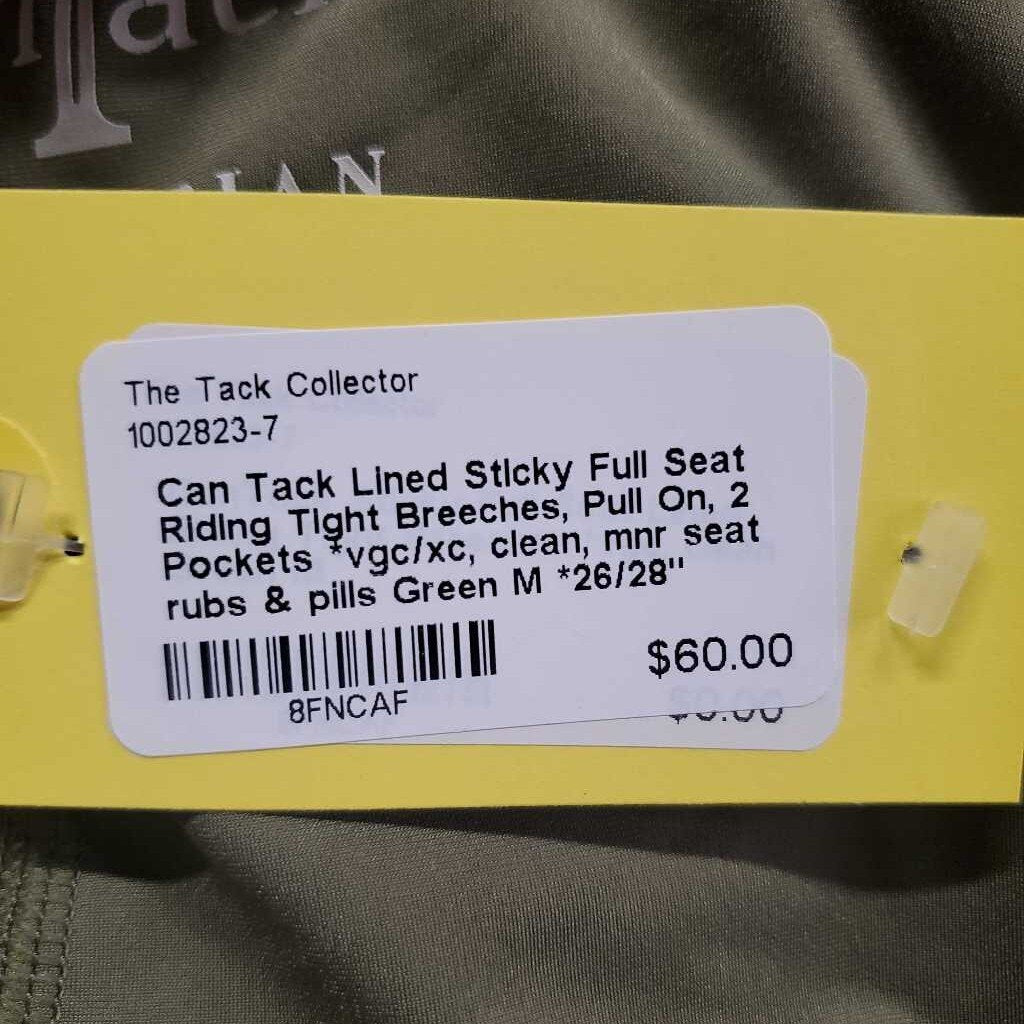 Tack
The Tack Collector
1002823-7
Can Tack Lined Sticky Full Seat
Riding Tight Breeches, Pull On, 2
Pockets *vgc/xc, clean, mnr seat
rubs & pills Green M *26/28"
8FNCAF
$60.00